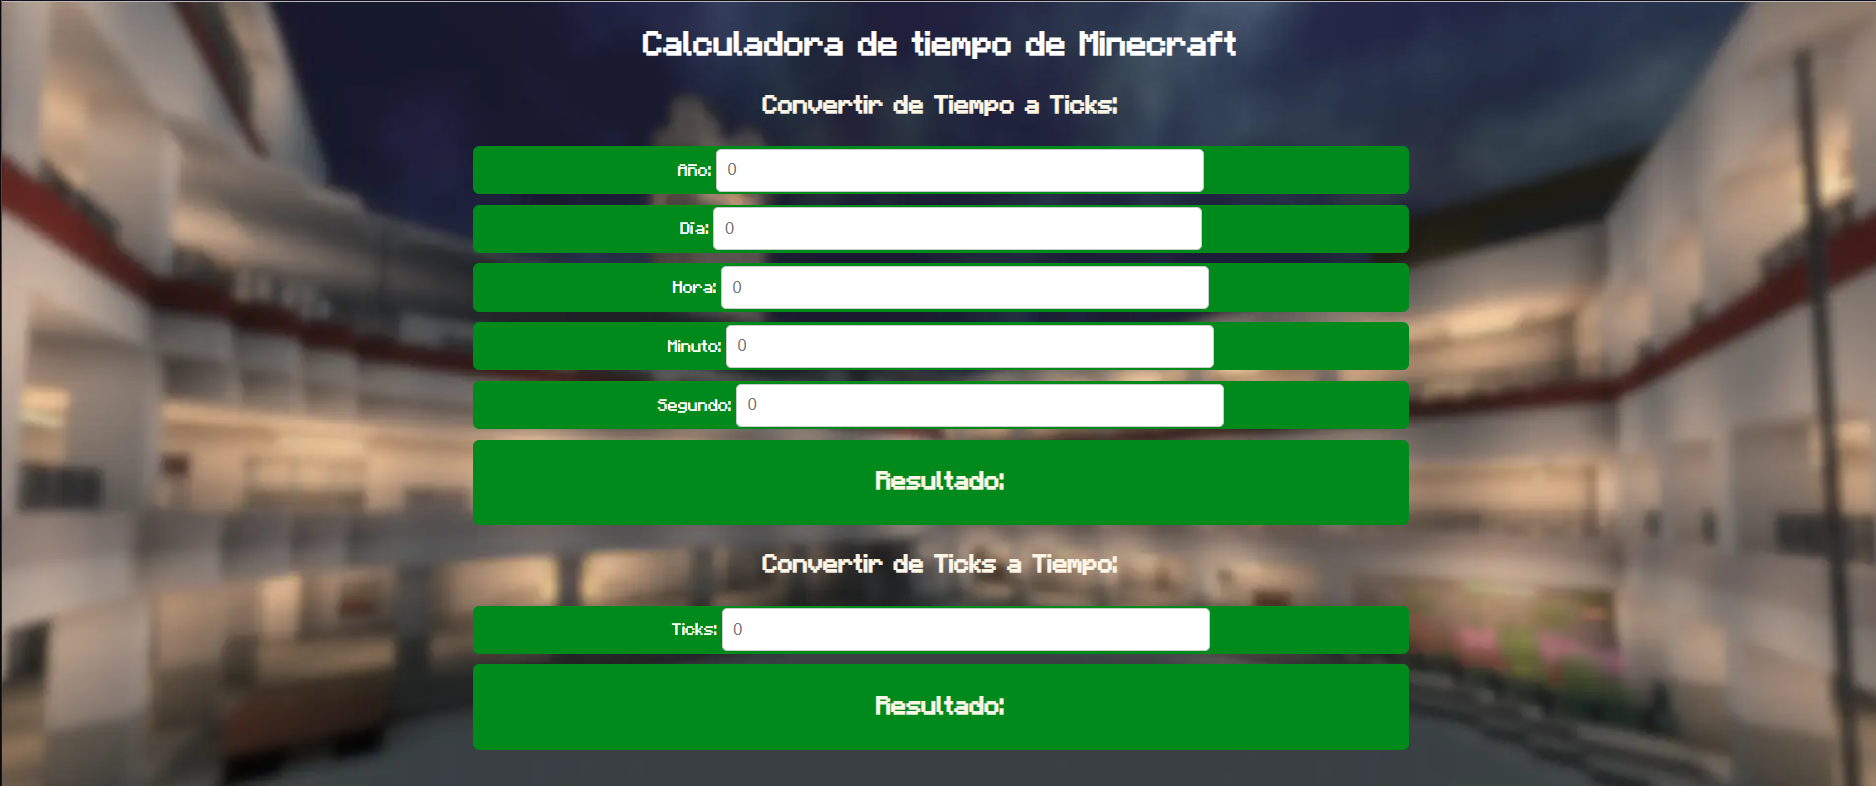 Calculadora de tiempo de Minecraft
Convertir de Tiempo a Ticks:
Año: 0
Día: 0
Hora: 0
Minuto: 0
Segundo: 0
Resultado:
Convertir de Ticks a Tiempo:
Ticks: 0
Resultado: